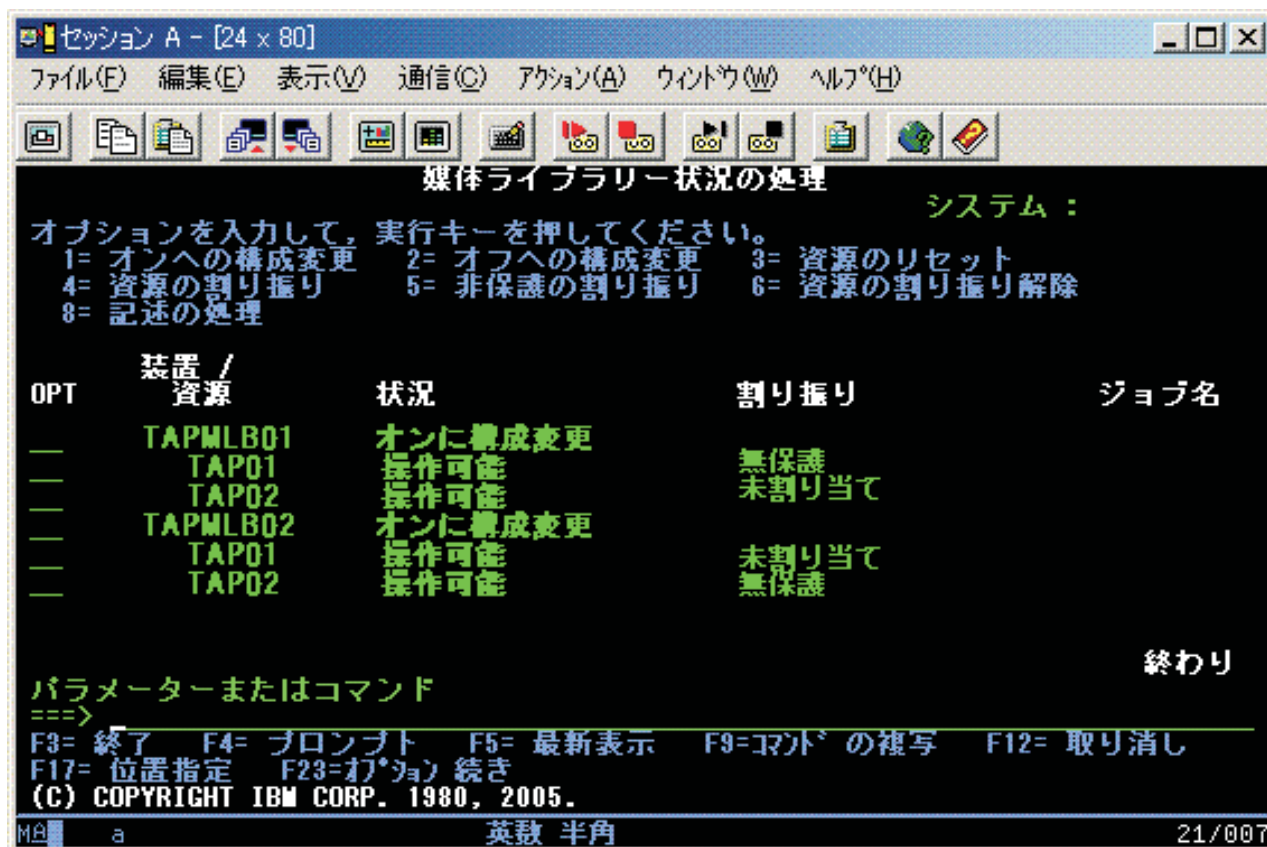 セッション A - [24 x 80]
ファイル(F) 編集(E) 表示(V) 通信(C) アクション(A) ウィンドウ(W) ヘルプ(H)
媒体ライブラリー状況の処理
システム :
オプションを入力して, 実行キーを押してください。
1= オンへの構成変更 2= オフへの構成変更 3= 資源のリセット
4= 資源の割り振り 5= 非保護の割り振り 6= 資源の割り振り解除
8= 記述の処理
装置 /
OPT 資源 状況 割り振り ジョブ名
__ TAPMLB01 オンに構成変更
__ TAP01 操作可能 無保護
__ TAP02 操作可能 未割り当て
__ TAPMLB02 オンに構成変更
__ TAP01 操作可能 未割り当て
__ TAP02 操作可能 無保護
終わり
パラメーターまたはコマンド
===>
F3= 終了 F4= プロンプト F5= 最新表示 F9=コマンド の複写 F12= 取り消し
F17= 位置指定 F23=オプション 続き
(C) COPYRIGHT IBM CORP. 1980, 2005.
MA a 英数 半角 21/007